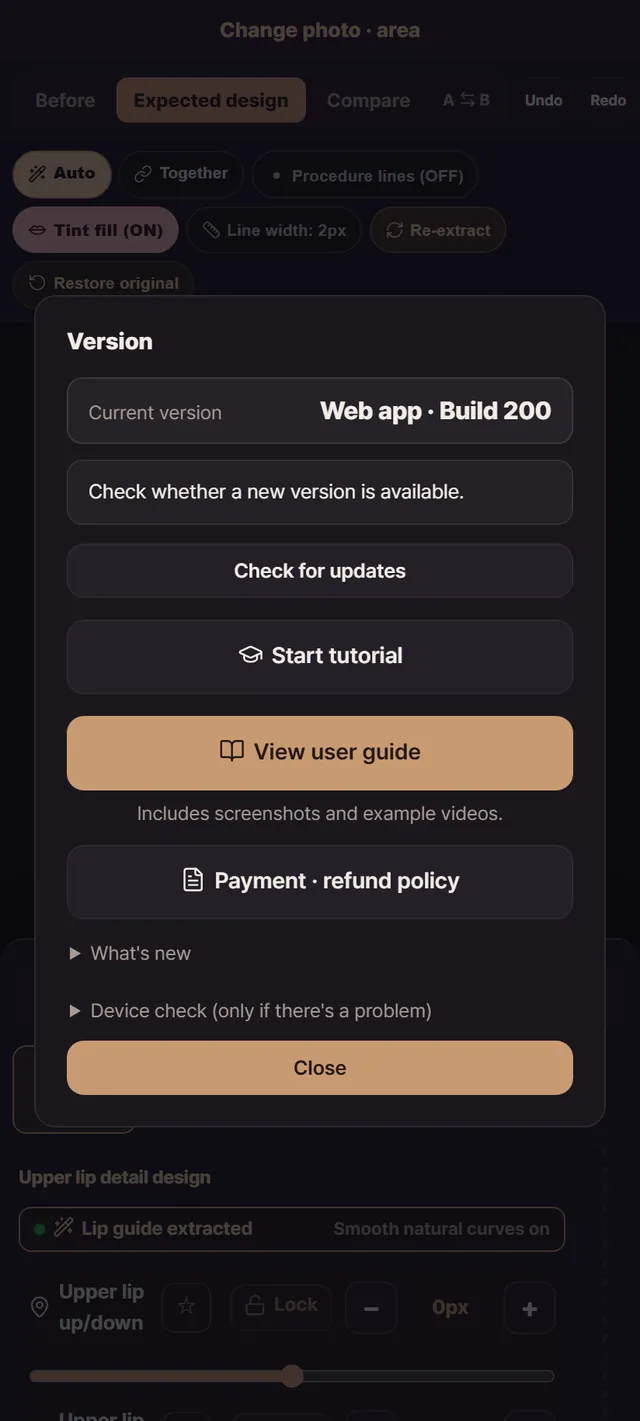 Change photo · area
Before
Expected design
Compare
A ⇆ B
Undo
Redo
Auto
Together
Procedure lines (OFF)
Tint fill (ON)
Line width: 2px
Re-extract
Restore original
Version
Current version
Web app · Build 200
Check whether a new version is available.
Check for updates
Start tutorial
View user guide
Includes screenshots and example videos.
Payment · refund policy
What's new
Device check (only if there's a problem)
Close
Upper lip detail design
Lip guide extracted
Smooth natural curves on
Upper lip
up/down
Lock
0px
Upper lip